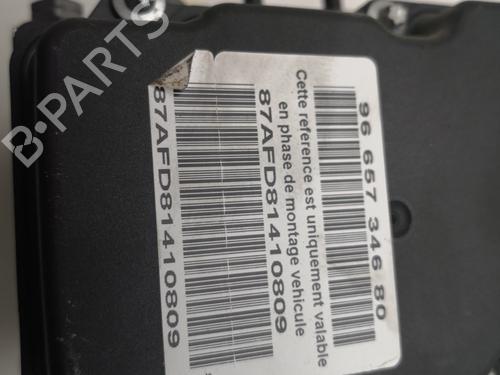 96 657 346 80
Cette reference est uniquement valable
en phase de montage vehicule
87AFD81410809
87AFD81410809
B-PARTS